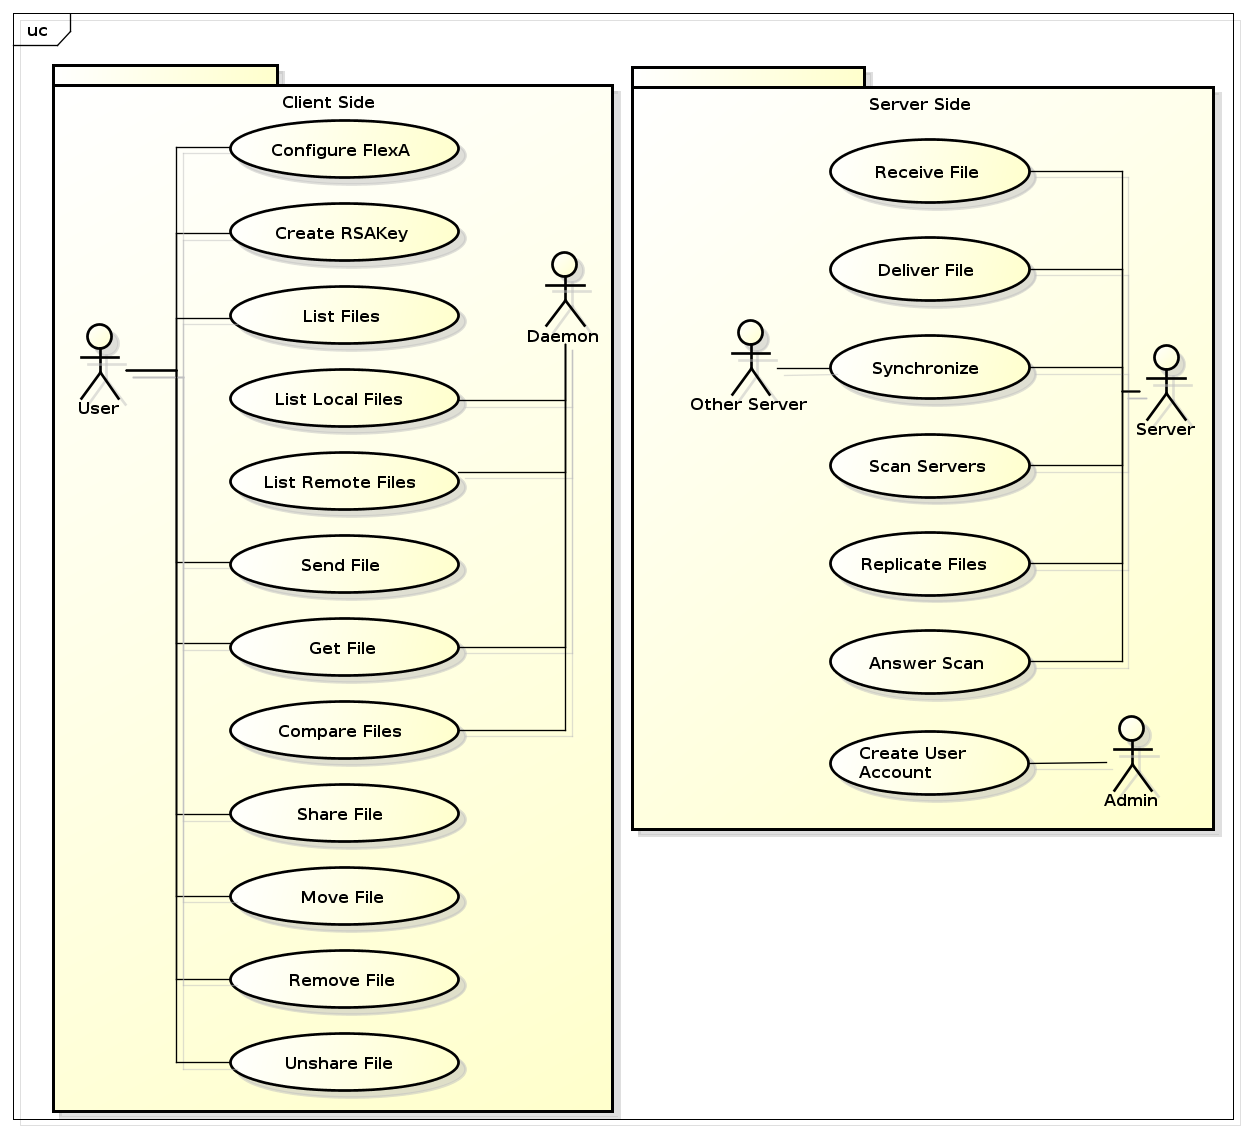 uc
Client Side
Configure FlexA
Create RSAKey
List Files
List Local Files
List Remote Files
Send File
Get File
Compare Files
Share File
Move File
Remove File
Unshare File
User
Daemon
Server Side
Receive File
Deliver File
Synchronize
Scan Servers
Replicate Files
Answer Scan
Create User
Account
Other Server
Server
Admin